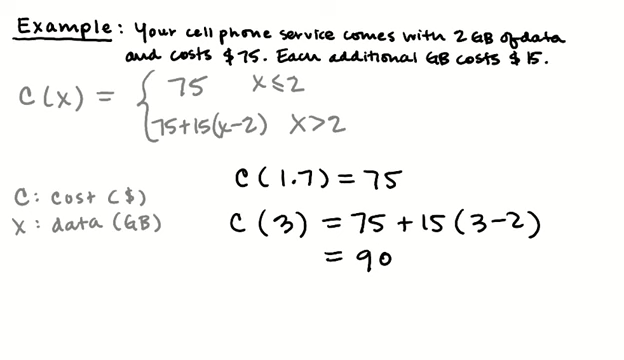 Example: Your cell phone service comes with 2 GB of data
and costs $75. Each additional GB costs $15.
C(x) = { 75 x≤2
75+15(x-2) x>2
C(1.7) = 75
C: cost ($)
x: data (GB)
C(3) = 75 + 15(3-2)
= 90